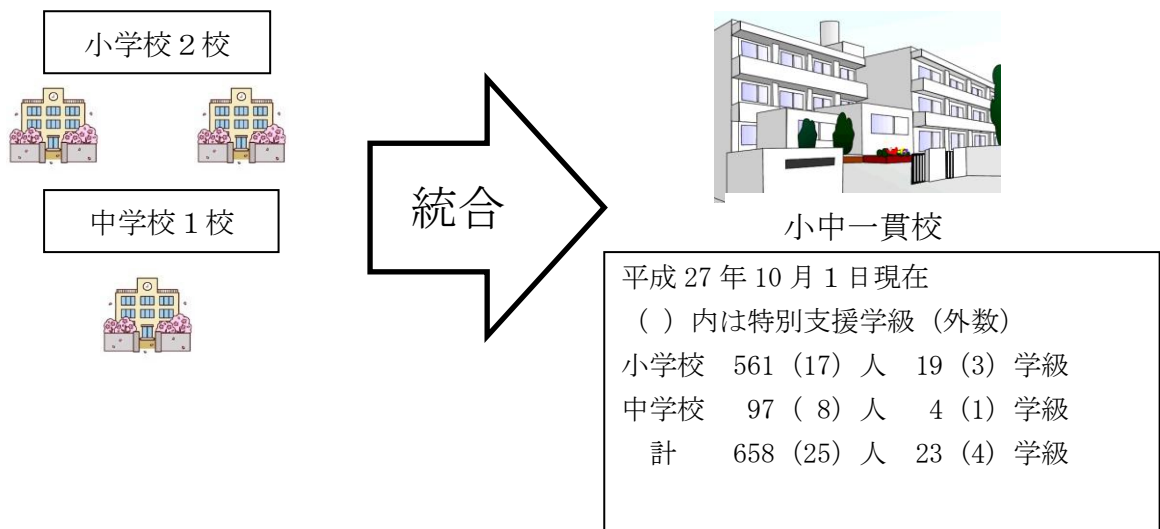 小学校２校
中学校１校
統合
小中一貫校
平成 27 年 10 月１日現在
（ ）内は特別支援学級（外数）
小学校 561（17）人 19（3）学級
中学校 97（ 8）人 4（1）学級
計 658（25）人 23（4）学級